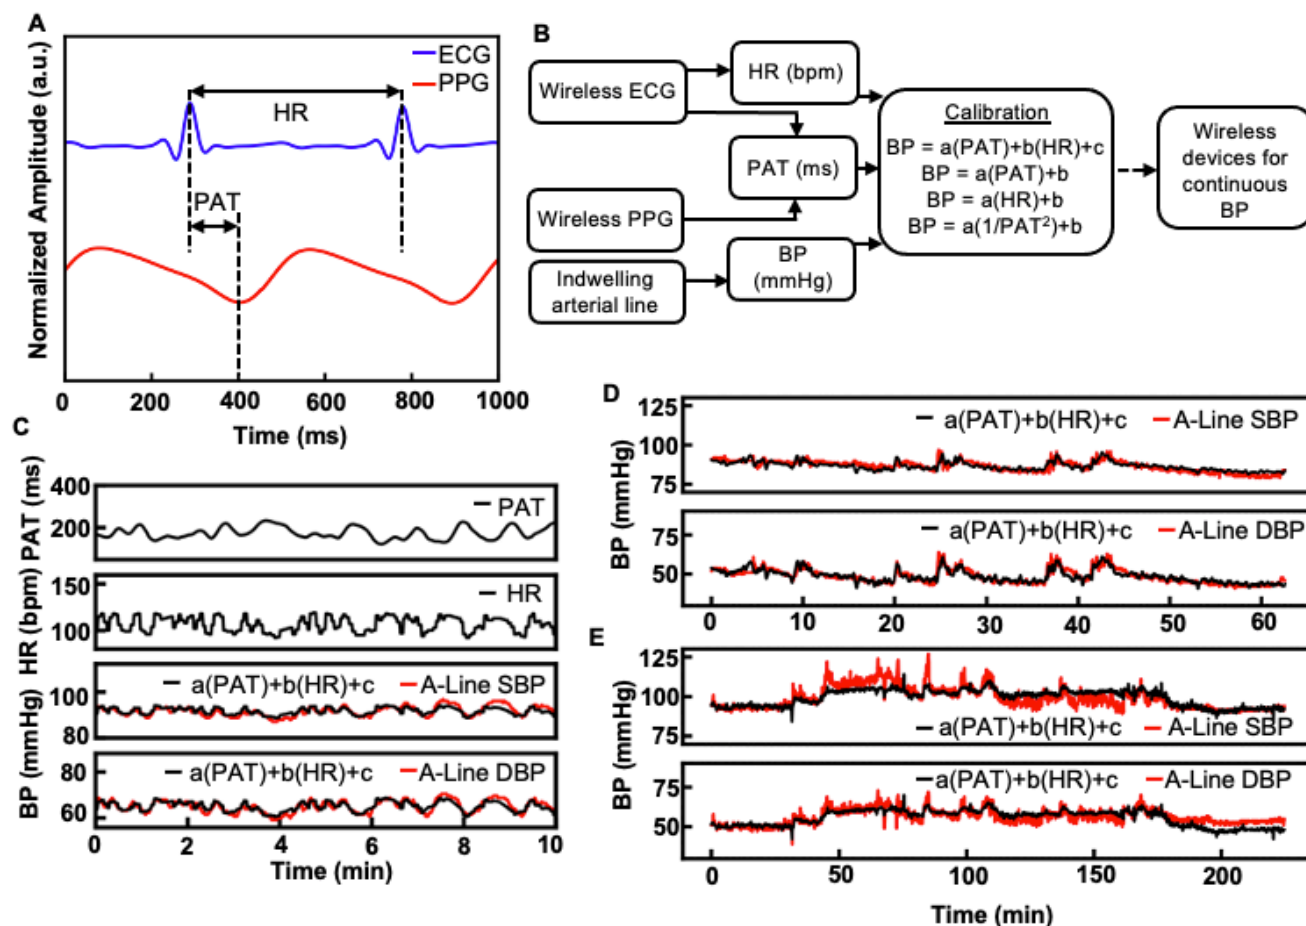 A
ECG
PPG
HR
PAT
Normalized Amplitude (a.u.)
0 200 400 600 800 1000
Time (ms)
B
Wireless ECG
HR (bpm)
PAT (ms)
Wireless PPG
Indwelling
arterial line
BP
(mmHg)
Calibration
BP = a(PAT)+b(HR)+c
BP = a(PAT)+b
BP = a(HR)+b
BP = a(1/PAT²)+b
Wireless
devices for
continuous
BP
C
PAT (ms)
400
200
PAT
HR (bpm)
150
100
HR
BP (mmHg)
100
80
a(PAT)+b(HR)+c A-Line SBP
80
60
a(PAT)+b(HR)+c A-Line DBP
0 2 4 6 8 10
Time (min)
D
BP (mmHg)
125
100
75
a(PAT)+b(HR)+c A-Line SBP
75
50
a(PAT)+b(HR)+c A-Line DBP
0 10 20 30 40 50 60
E
BP (mmHg)
125
100
75
a(PAT)+b(HR)+c A-Line SBP
75
50
a(PAT)+b(HR)+c A-Line DBP
0 50 100 150 200
Time (min)